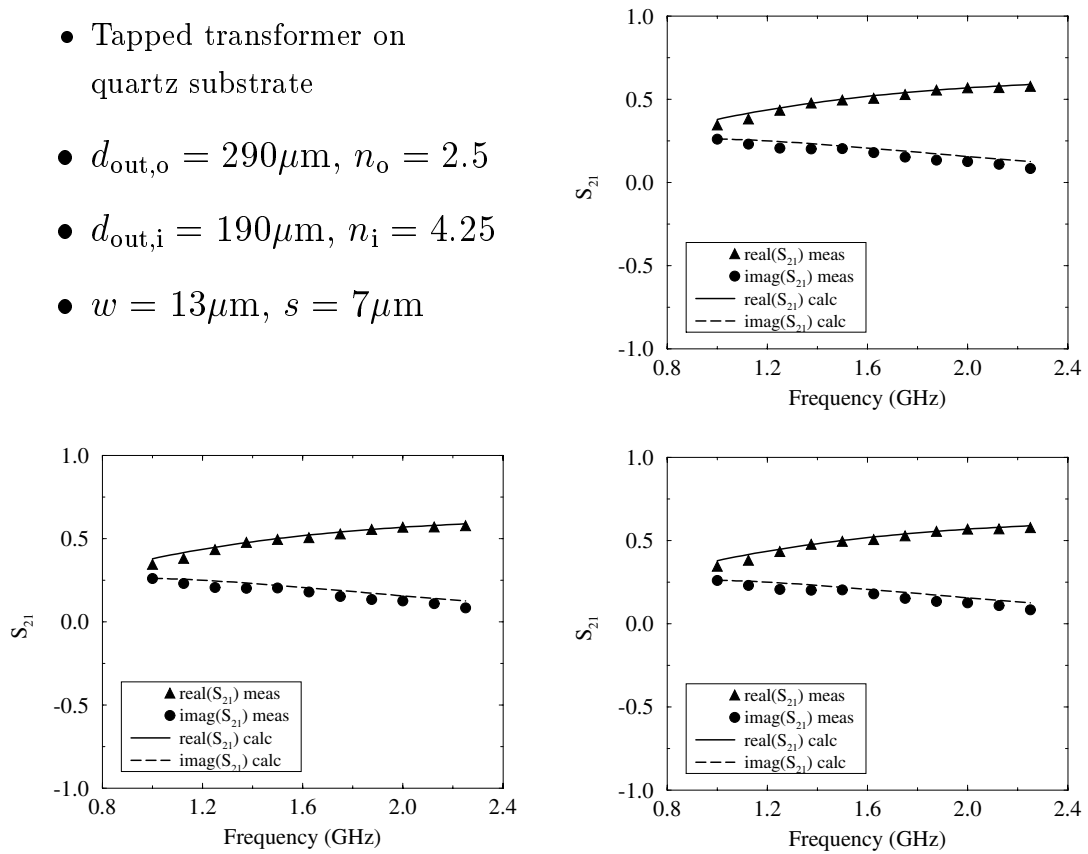 • Tapped transformer on
quartz substrate
• d_out,o = 290μm, n_o = 2.5
• d_out,i = 190μm, n_i = 4.25
• w = 13μm, s = 7μm
1.0
0.5
0.0
-0.5
-1.0
S₂₁
real(S₂₁) meas
imag(S₂₁) meas
real(S₂₁) calc
imag(S₂₁) calc
0.8 1.2 1.6 2.0 2.4
Frequency (GHz)
1.0
0.5
0.0
-0.5
-1.0
S₂₁
real(S₂₁) meas
imag(S₂₁) meas
real(S₂₁) calc
imag(S₂₁) calc
0.8 1.2 1.6 2.0 2.4
Frequency (GHz)
1.0
0.5
0.0
-0.5
-1.0
S₂₁
real(S₂₁) meas
imag(S₂₁) meas
real(S₂₁) calc
imag(S₂₁) calc
0.8 1.2 1.6 2.0 2.4
Frequency (GHz)